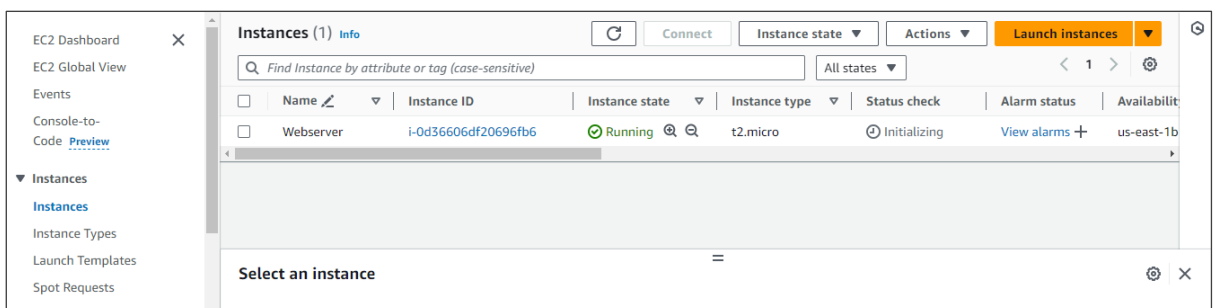 EC2 Dashboard
EC2 Global View
Events
Console-to-
Code Preview
Instances
Instances
Instance Types
Launch Templates
Spot Requests
Instances (1) Info
Connect Instance state Actions Launch instances
Find Instance by attribute or tag (case-sensitive) All states 1
Name Instance ID Instance state Instance type Status check Alarm status Availability
Webserver i-0d36606df20696fb6 Running t2.micro Initializing View alarms us-east-1b
Select an instance